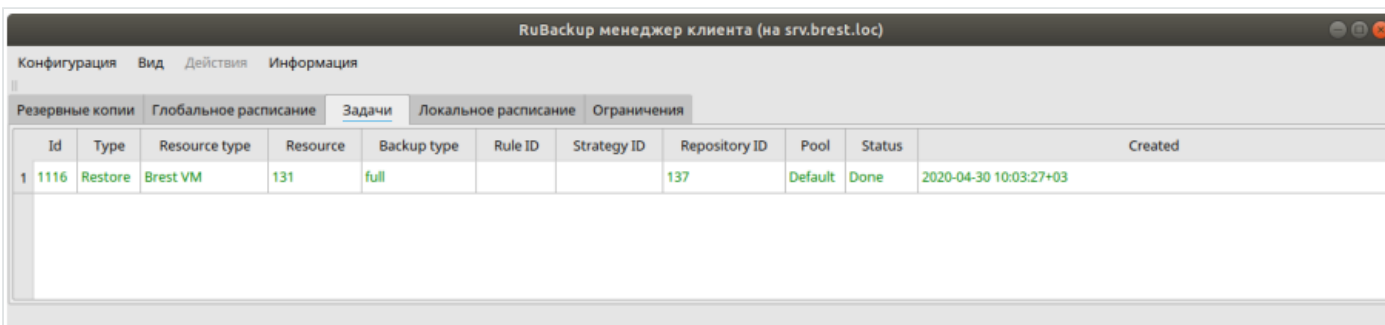 RuBackup менеджер клиента (на srv.brest.loc)
Конфигурация Вид Действия Информация
Резервные копии Глобальное расписание Задачи Локальное расписание Ограничения
Id Type Resource type Resource Backup type Rule ID Strategy ID Repository ID Pool Status Created
1 1116 Restore Brest VM 131 full 137 Default Done 2020-04-30 10:03:27+03